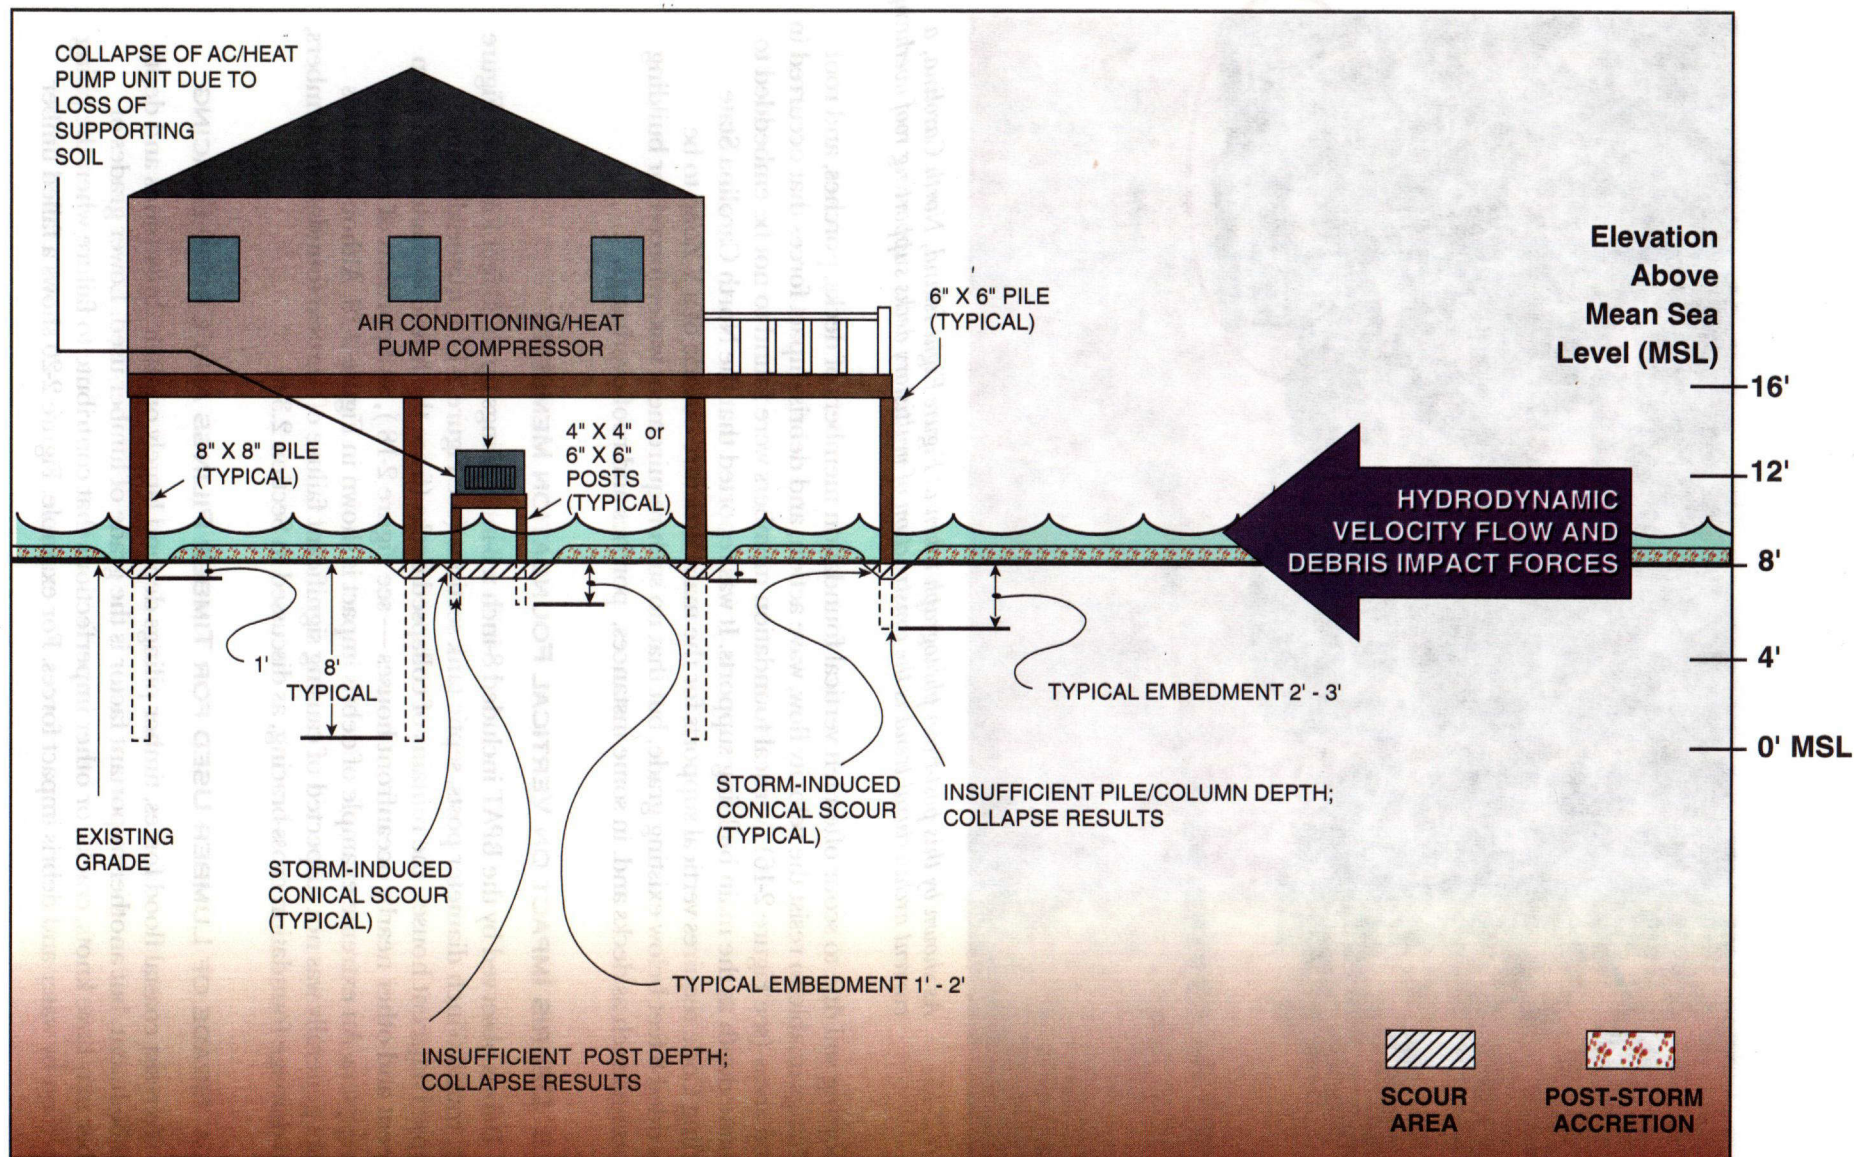 COLLAPSE OF AC/HEAT
PUMP UNIT DUE TO
LOSS OF
SUPPORTING
SOIL
AIR CONDITIONING/HEAT
PUMP COMPRESSOR
6" X 6" PILE
(TYPICAL)
Elevation
Above
Mean Sea
Level (MSL)
16'
12'
8'
4'
0' MSL
8" X 8" PILE
(TYPICAL)
4" X 4" or
6" X 6"
POSTS
(TYPICAL)
HYDRODYNAMIC
VELOCITY FLOW AND
DEBRIS IMPACT FORCES
1'
8'
TYPICAL
TYPICAL EMBEDMENT 2' - 3'
EXISTING
GRADE
STORM-INDUCED
CONICAL SCOUR
(TYPICAL)
STORM-INDUCED
CONICAL SCOUR
(TYPICAL)
INSUFFICIENT PILE/COLUMN DEPTH;
COLLAPSE RESULTS
TYPICAL EMBEDMENT 1' - 2'
INSUFFICIENT POST DEPTH;
COLLAPSE RESULTS
SCOUR
AREA
POST-STORM
ACCRETION